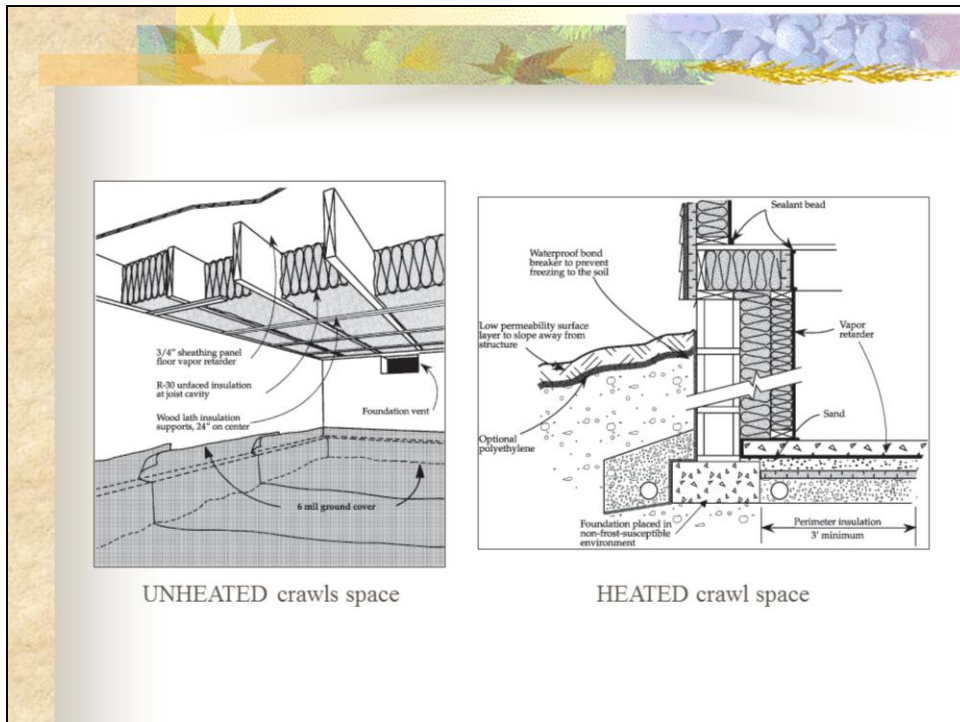 3/4" sheathing panel
floor vapor retarder
R-30 unfaced insulation
at joist cavity
Wood lath insulation
supports, 24" on center
Foundation vent
6 mil ground cover
UNHEATED crawls space
Sealant bead
Waterproof bond
breaker to prevent
freezing to the soil
Low permeability surface
layer to slope away from
structure
Vapor
retarder
Sand
Optional
polyethylene
Foundation placed in
non-frost-susceptible
environment
Perimeter insulation
3' minimum
HEATED crawl space